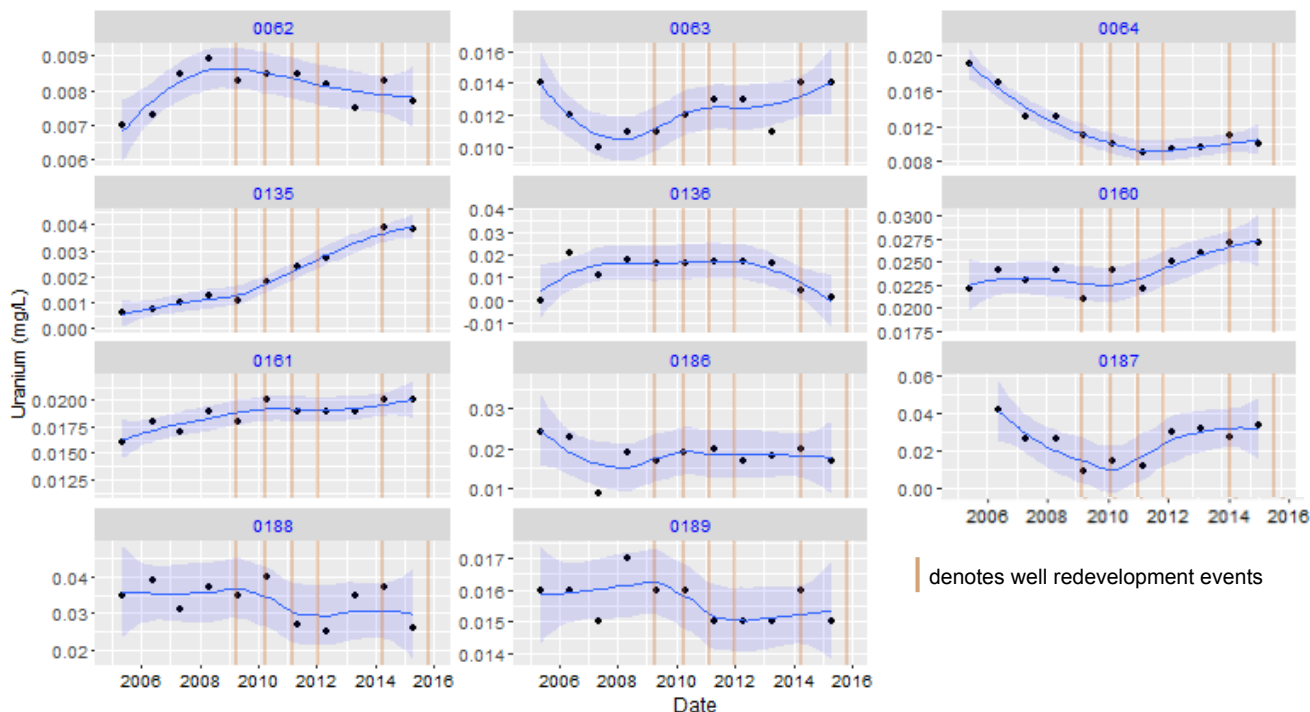 0062 0063 0064
0.009 0.016 0.020
0.008 0.014 0.016
0.007 0.012 0.012
0.006 0.010 0.008
0135 0136 0160
0.004 0.04 0.0300
0.003 0.03 0.0275
0.002 0.02 0.0250
0.001 0.01 0.0225
0.000 0.00 0.0200
-0.01 0.0175
Uranium (mg/L)
0161 0186 0187
0.0200 0.03 0.06
0.0175 0.02 0.04
0.0150 0.01 0.02
0.0125 0.00
2006 2008 2010 2012 2014 2016
0188 0189
0.04 0.017
0.03 0.016
0.02 0.015
0.014
2006 2008 2010 2012 2014 2016 2006 2008 2010 2012 2014 2016
Date
denotes well redevelopment events